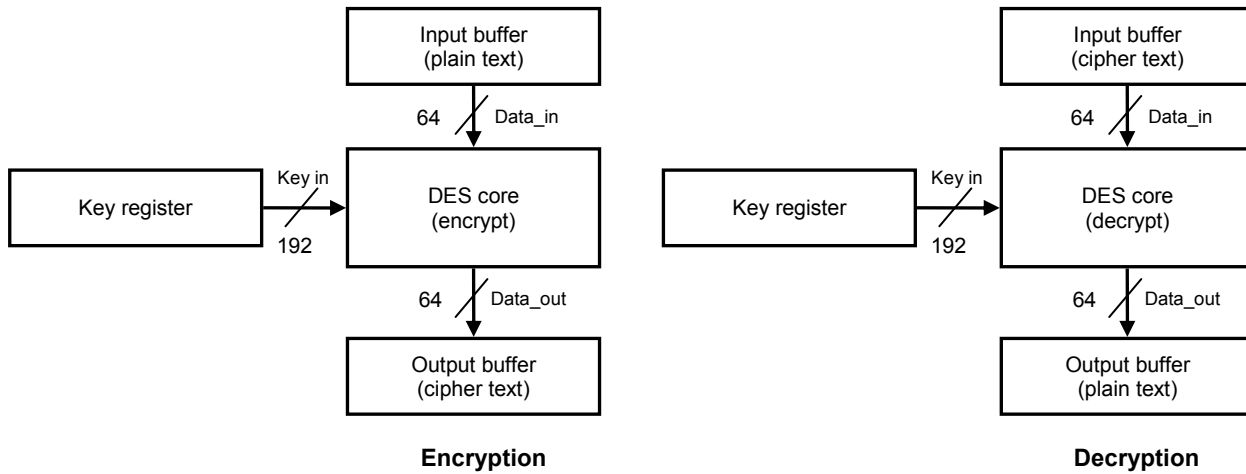 Input buffer
(plain text)
64
Data_in
Key register
Key in
192
DES core
(encrypt)
64
Data_out
Output buffer
(cipher text)
Encryption
Input buffer
(cipher text)
64
Data_in
Key register
Key in
192
DES core
(decrypt)
64
Data_out
Output buffer
(plain text)
Decryption